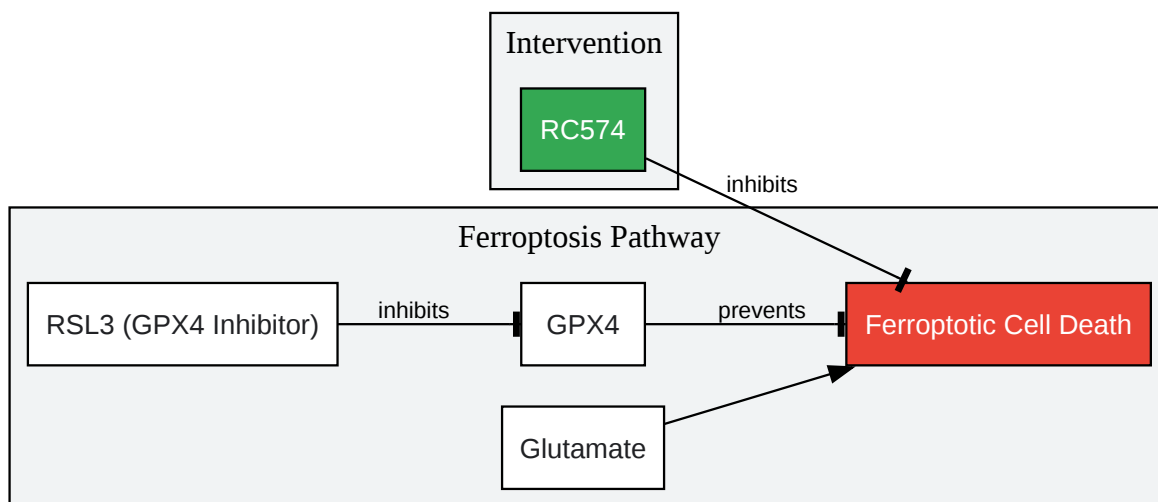 Intervention
RC574
inhibits
Ferroptosis Pathway
RSL3 (GPX4 Inhibitor)
inhibits
GPX4
prevents
Ferroptotic Cell Death
Glutamate